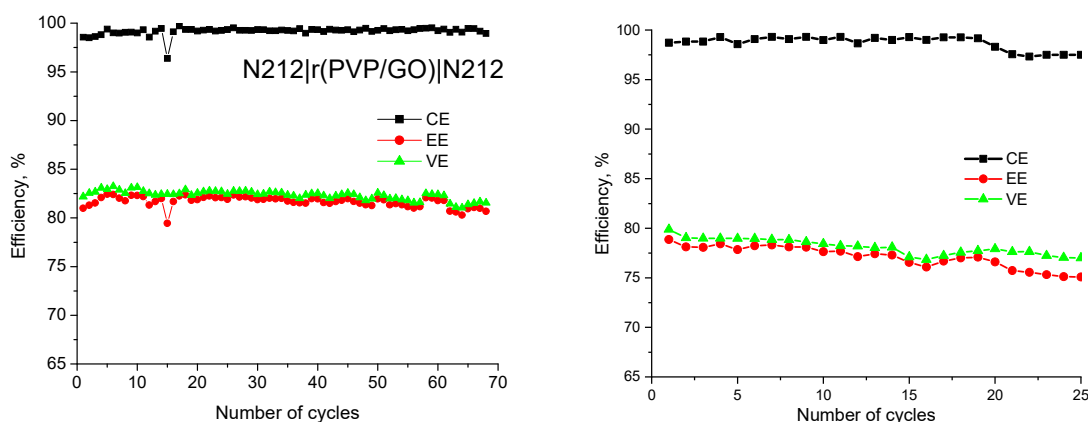 100
95
90
85
80
75
70
65
Efficiency, %
N212|r(PVP/GO)|N212
CE
EE
VE
0 10 20 30 40 50 60 70
Number of cycles
100
95
90
85
80
75
70
65
Efficiency, %
CE
EE
VE
0 5 10 15 20 25
Number of cycles